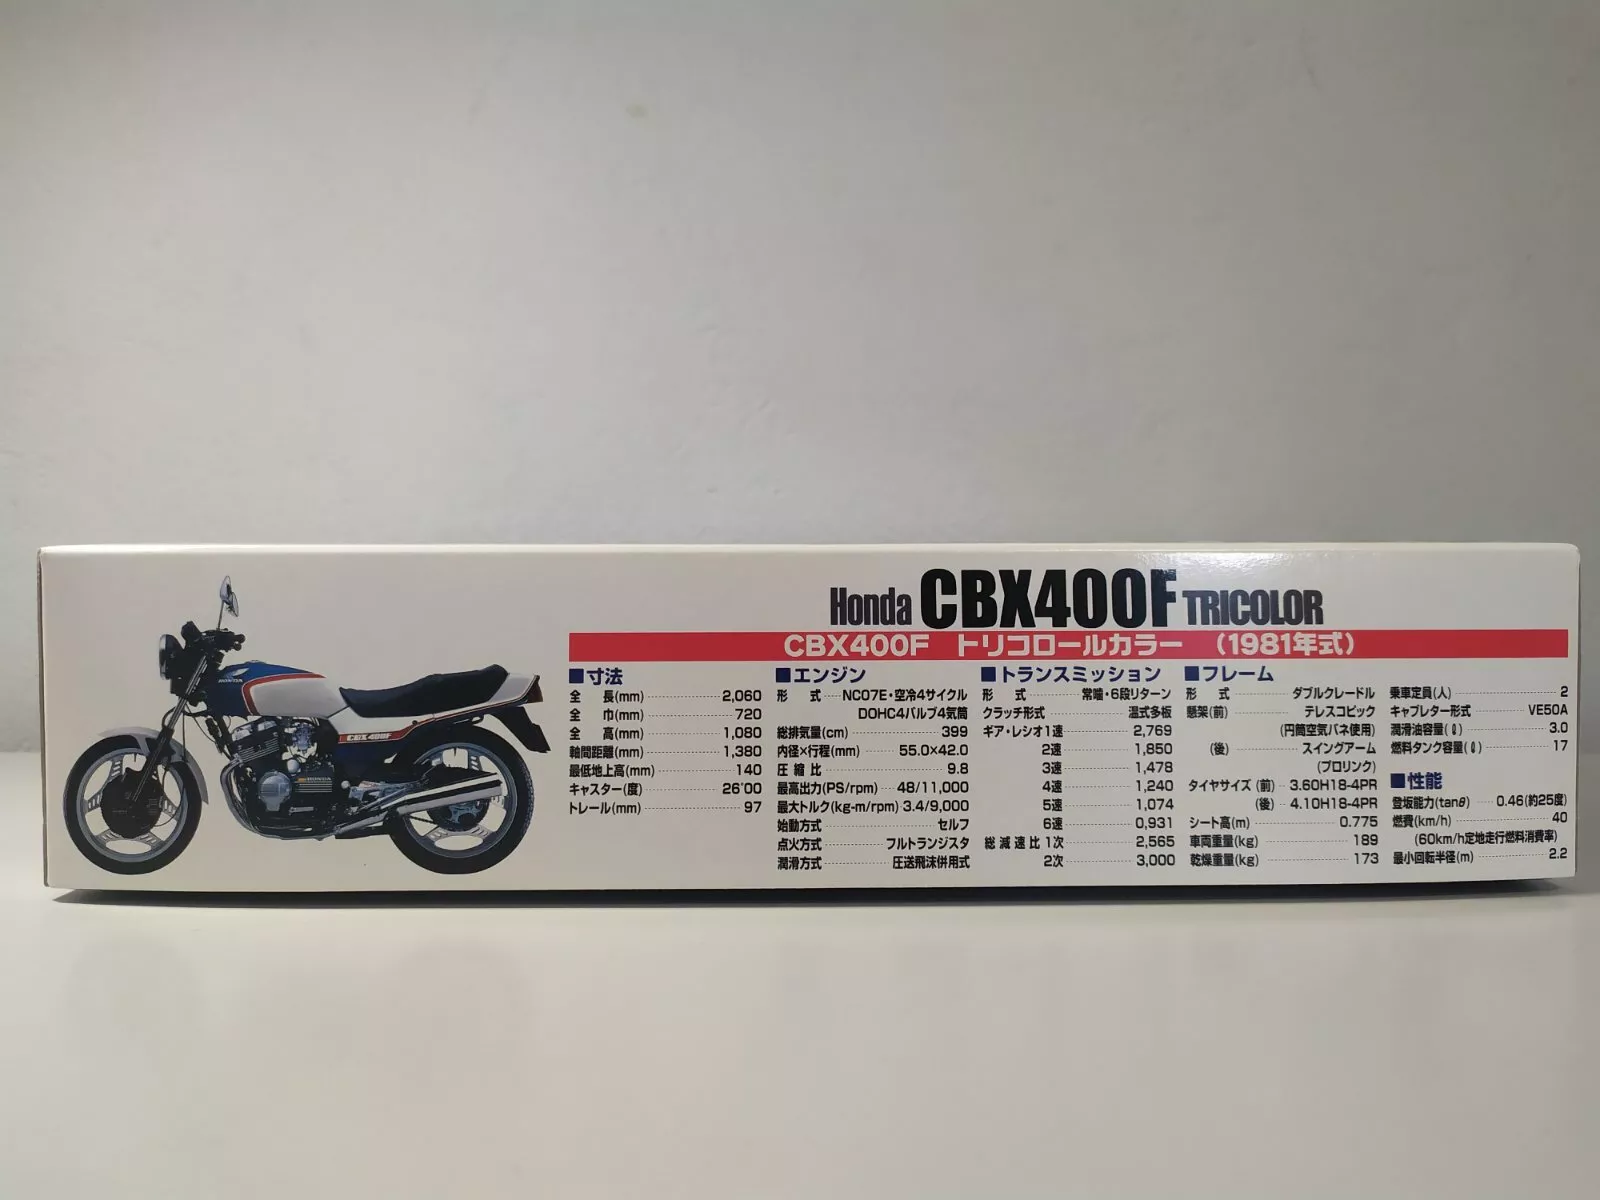 Honda CBX400F TRICOLOR
CBX400F トリコロールカラー (1981年式)
■寸法
全 長(mm) 2,060
全 巾(mm) 720
全 高(mm) 1,080
軸間距離(mm) 1,380
最低地上高(mm) 140
キャスター(度) 26°00
トレール(mm) 97
■エンジン
形 式 NC07E・空冷4サイクル
DOHC4バルブ4気筒
総排気量(cm) 399
内径×行程(mm) 55.0×42.0
圧縮比 9.8
最高出力(PS/rpm) 48/11,000
最大トルク(kg-m/rpm) 3.4/9,000
始動方式 セルフ
点火方式 フルトランジスタ
潤滑方式 圧送飛沫併用式
■トランスミッション
形 式 常噛・6段リターン
クラッチ形式 湿式多板
ギア・レシオ1速 2,769
2速 1,850
3速 1,478
4速 1,240
5速 1,074
6速 0,931
総減速比1次 2,565
2次 3,000
■フレーム
形 式 ダブルクレードル
懸架(前) テレスコピック
(円筒空気バネ使用)
(後) スイングアーム
(プロリンク)
タイヤサイズ (前) 3.60H18-4PR
(後) 4.10H18-4PR
シート高(m) 0.775
車両重量(kg) 189
乾燥重量(kg) 173
乗車定員(人) 2
キャブレター形式 VE50A
潤滑油容量(ℓ) 3.0
燃料タンク容量(ℓ) 17
■性能
登坂能力(tanθ) 0.46(約25度)
燃費(km/h) 40
(60km/h定地走行燃料消費率)
最小回転半径(m) 2.2
HONDA
CBX400F
HONDA